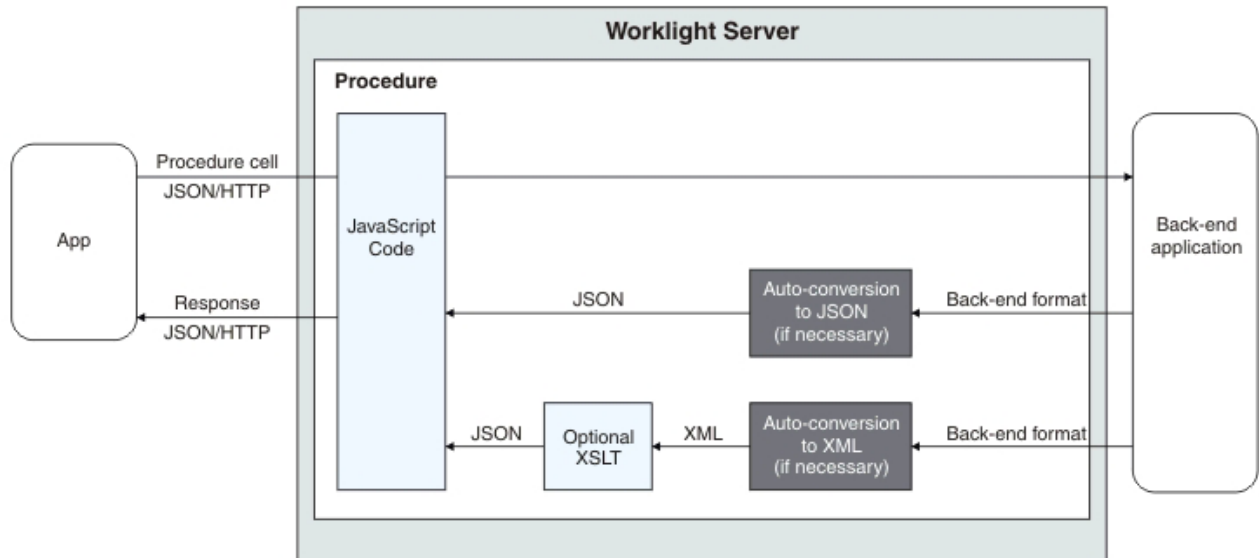 Worklight Server
Procedure
Procedure cell
JSON/HTTP
App
JavaScript
Code
Back-end
application
Response
JSON/HTTP
JSON
Auto-conversion
to JSON
(if necessary)
Back-end format
JSON
Optional
XSLT
XML
Auto-conversion
to XML
(if necessary)
Back-end format